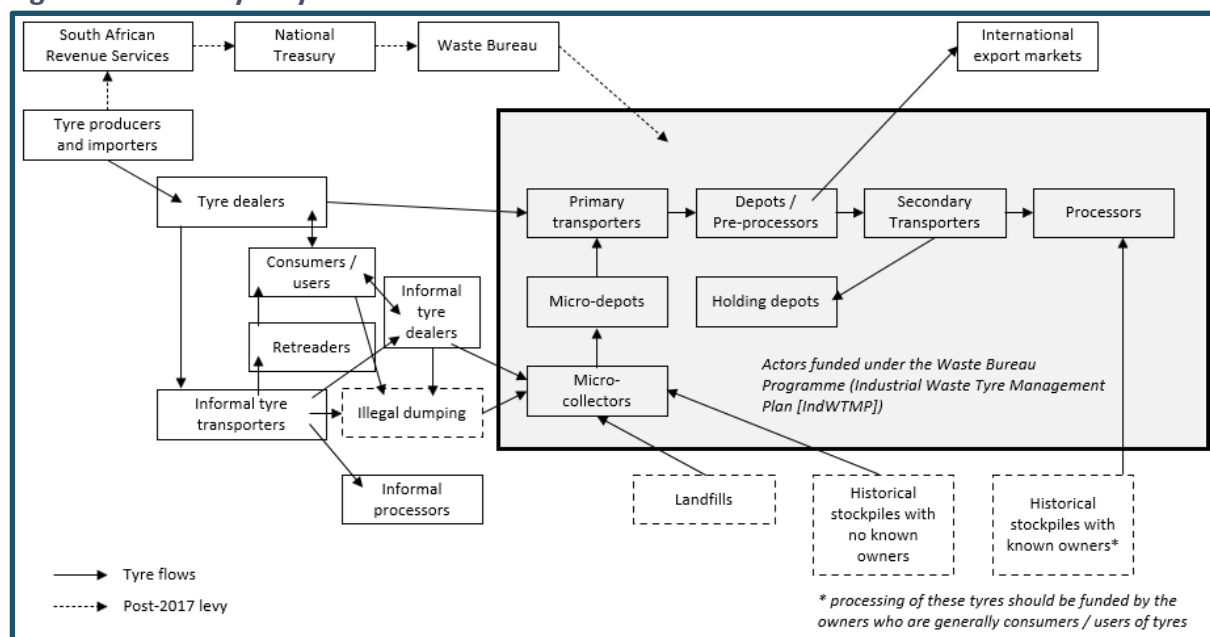 South African
Revenue Services
National
Treasury
Waste Bureau
International
export markets
Tyre producers
and importers
Tyre dealers
Primary
transporters
Depots /
Pre-processors
Secondary
Transporters
Processors
Consumers /
users
Informal
tyre
dealers
Micro-depots
Holding depots
Retreaders
Actors funded under the Waste Bureau
Programme (Industrial Waste Tyre Management
Plan [IndWTMP])
Micro-
collectors
Informal tyre
transporters
Illegal dumping
Informal
processors
Landfills
Historical
stockpiles with
no known
owners
Historical
stockpiles with
known owners*
Tyre flows
Post-2017 levy
* processing of these tyres should be funded by the
owners who are generally consumers / users of tyres